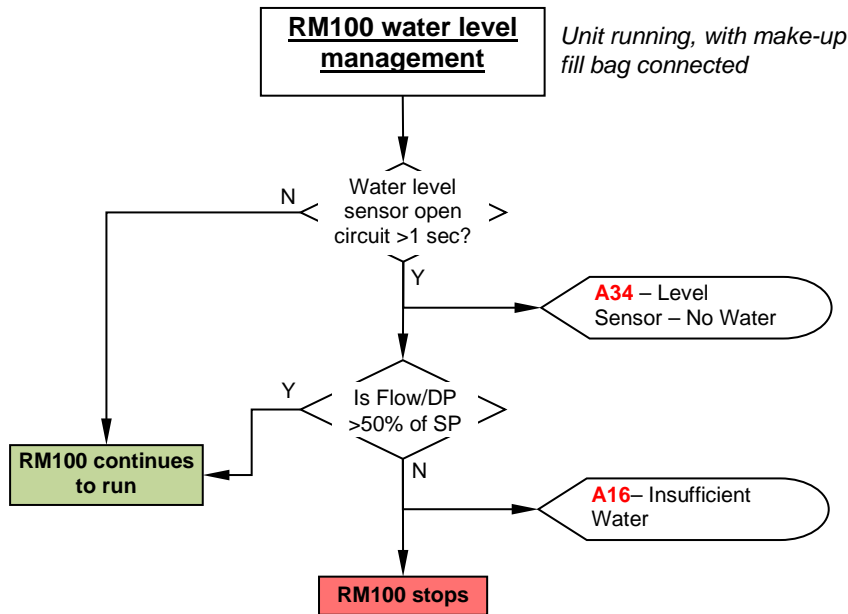 RM100 water level
management
Unit running, with make-up
fill bag connected
Water level
sensor open
circuit >1 sec?
N
Y
A34 – Level
Sensor – No Water
Is Flow/DP
>50% of SP
Y
N
RM100 continues
to run
A16– Insufficient
Water
RM100 stops